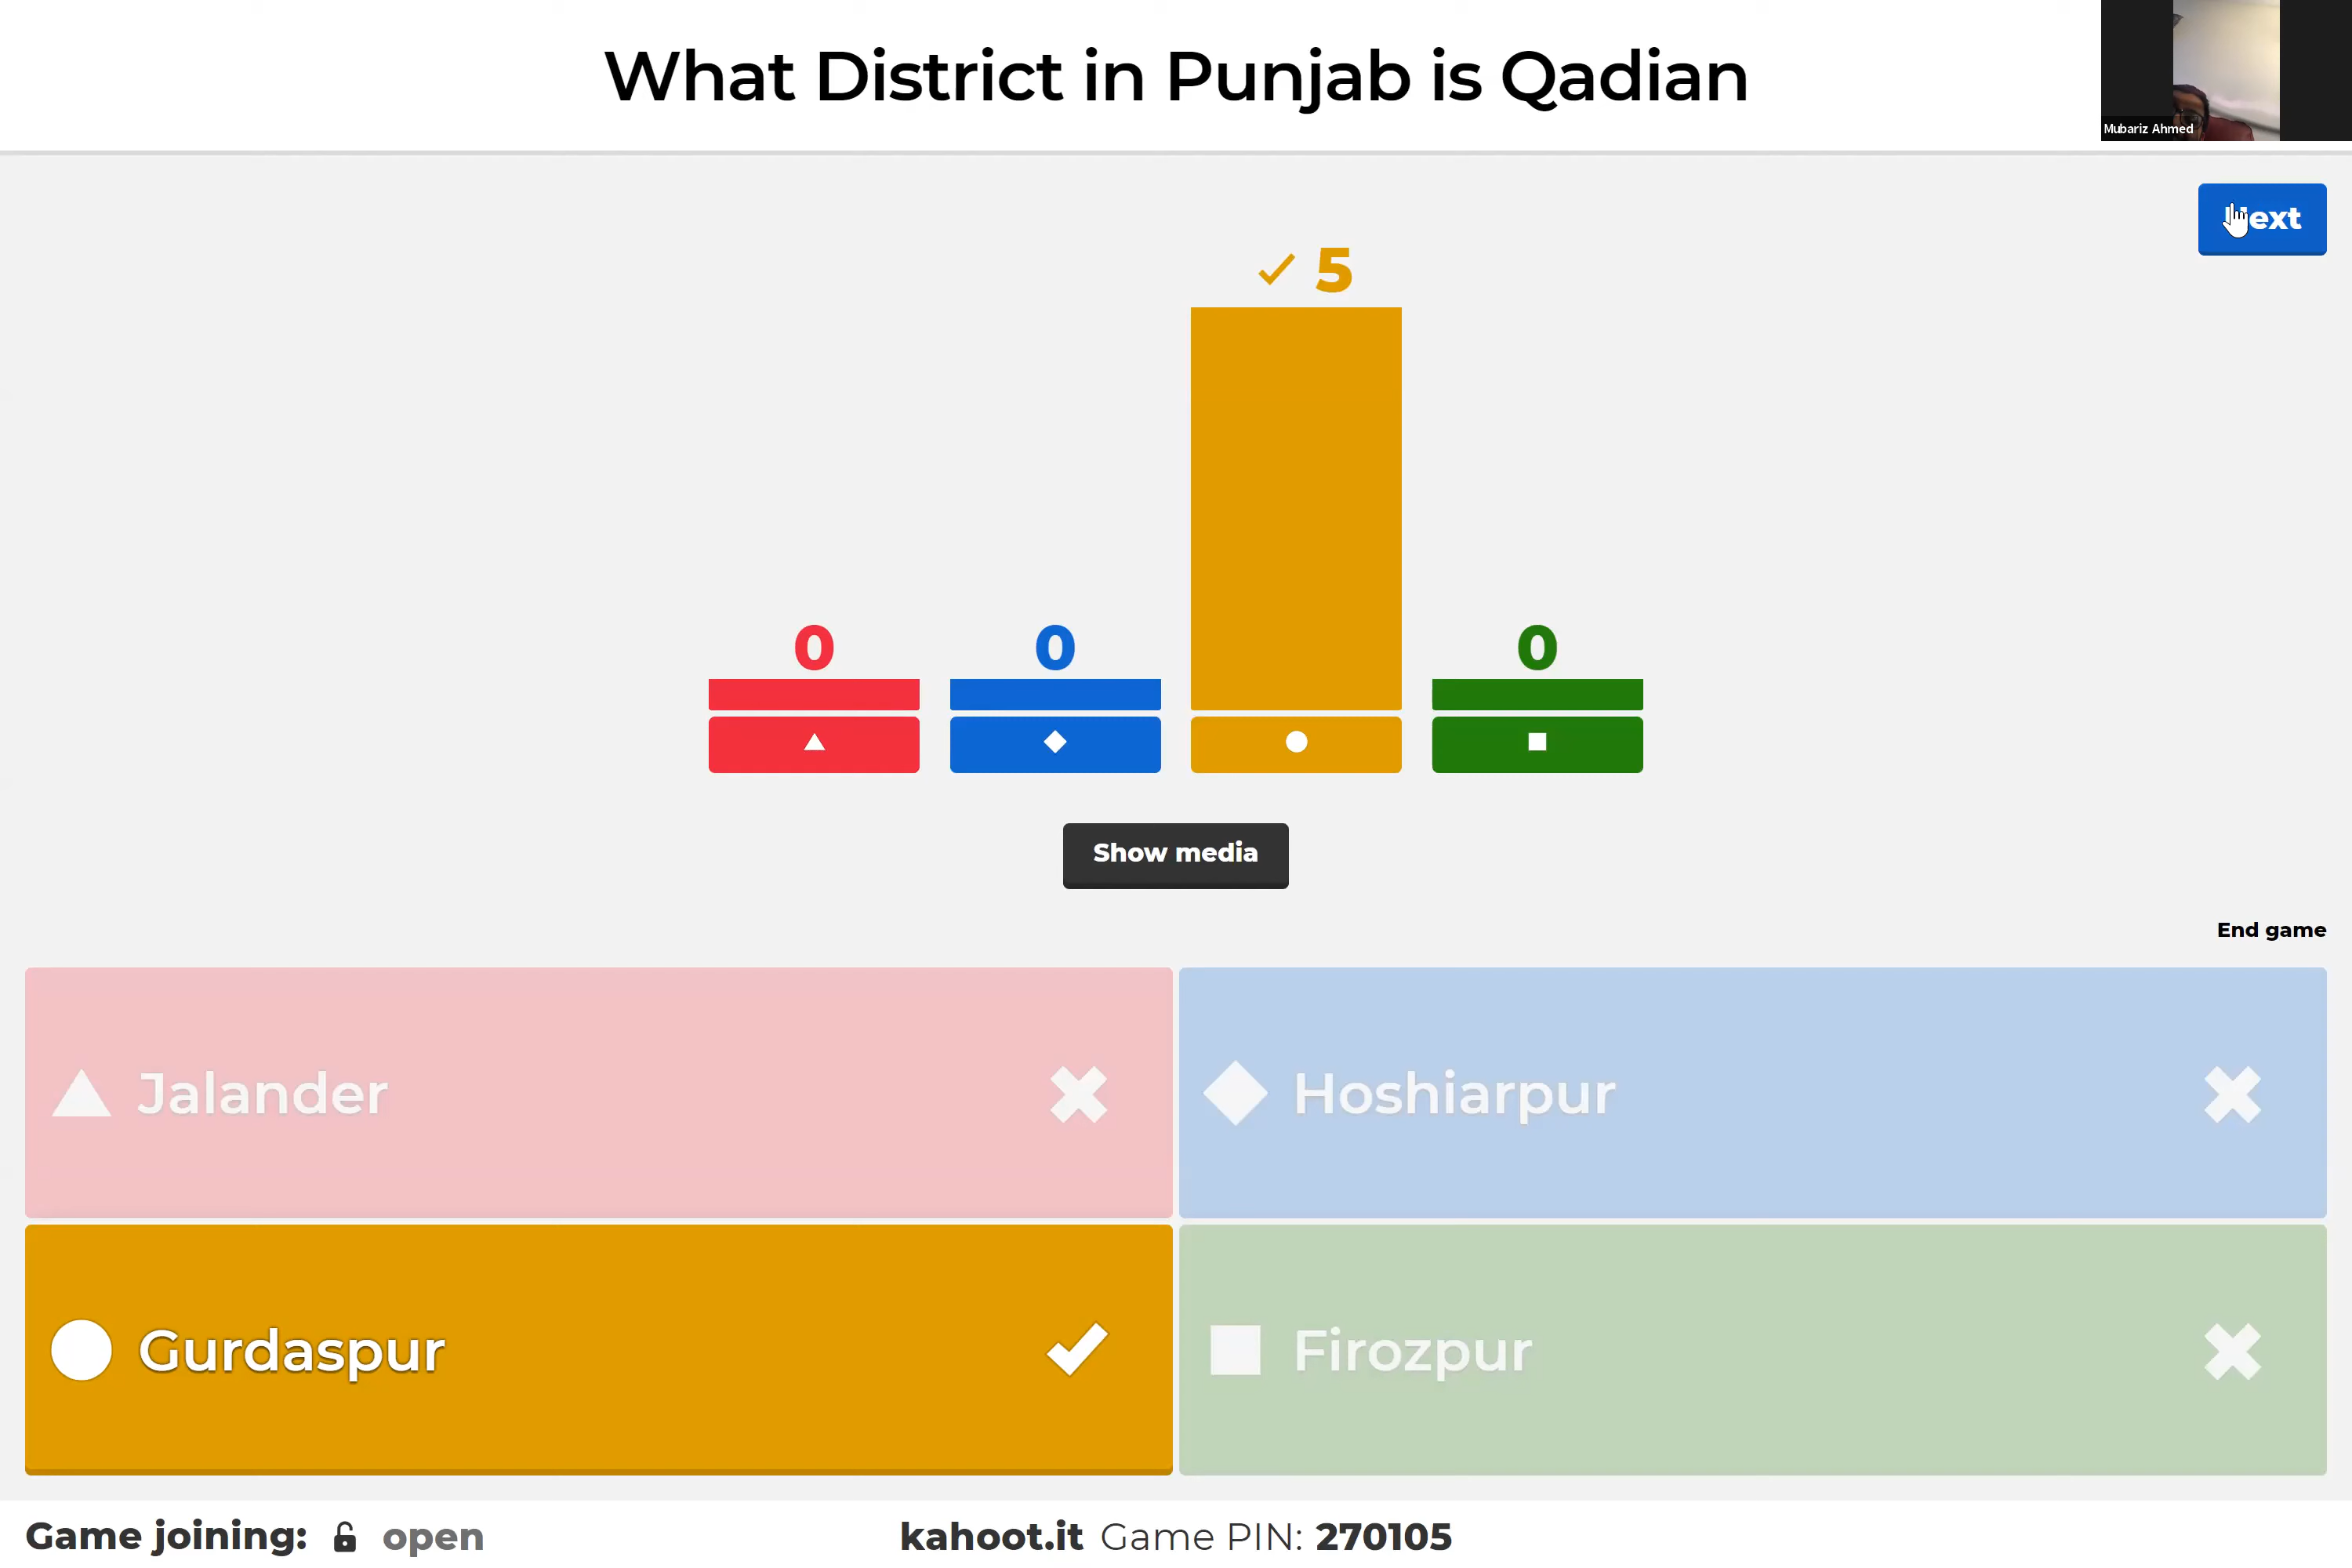 What District in Punjab is Qadian
Mubariz Ahmed
ext
5
0
0
0
Show media
End game
Jalander
Hoshiarpur
Gurdaspur
Firozpur
Game joining: open
kahoot.it Game PIN: 270105